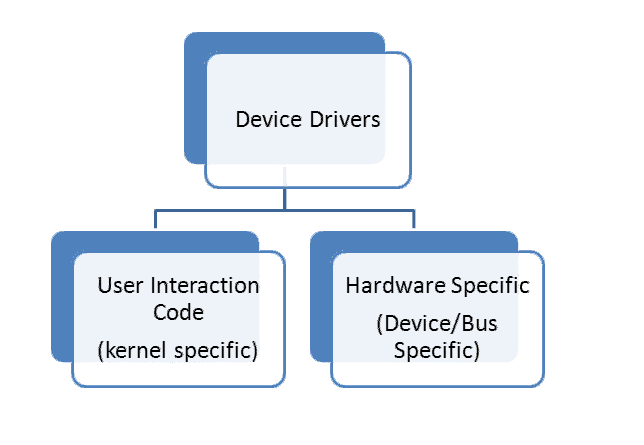 Device Drivers
User Interaction
Code
(kernel specific)
Hardware Specific
(Device/Bus
Specific)